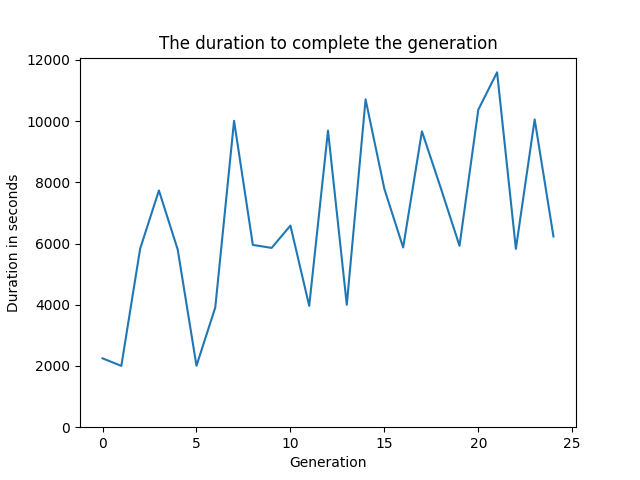 The duration to complete the generation
12000
10000
8000
6000
4000
2000
0
Duration in seconds
0 5 10 15 20 25
Generation